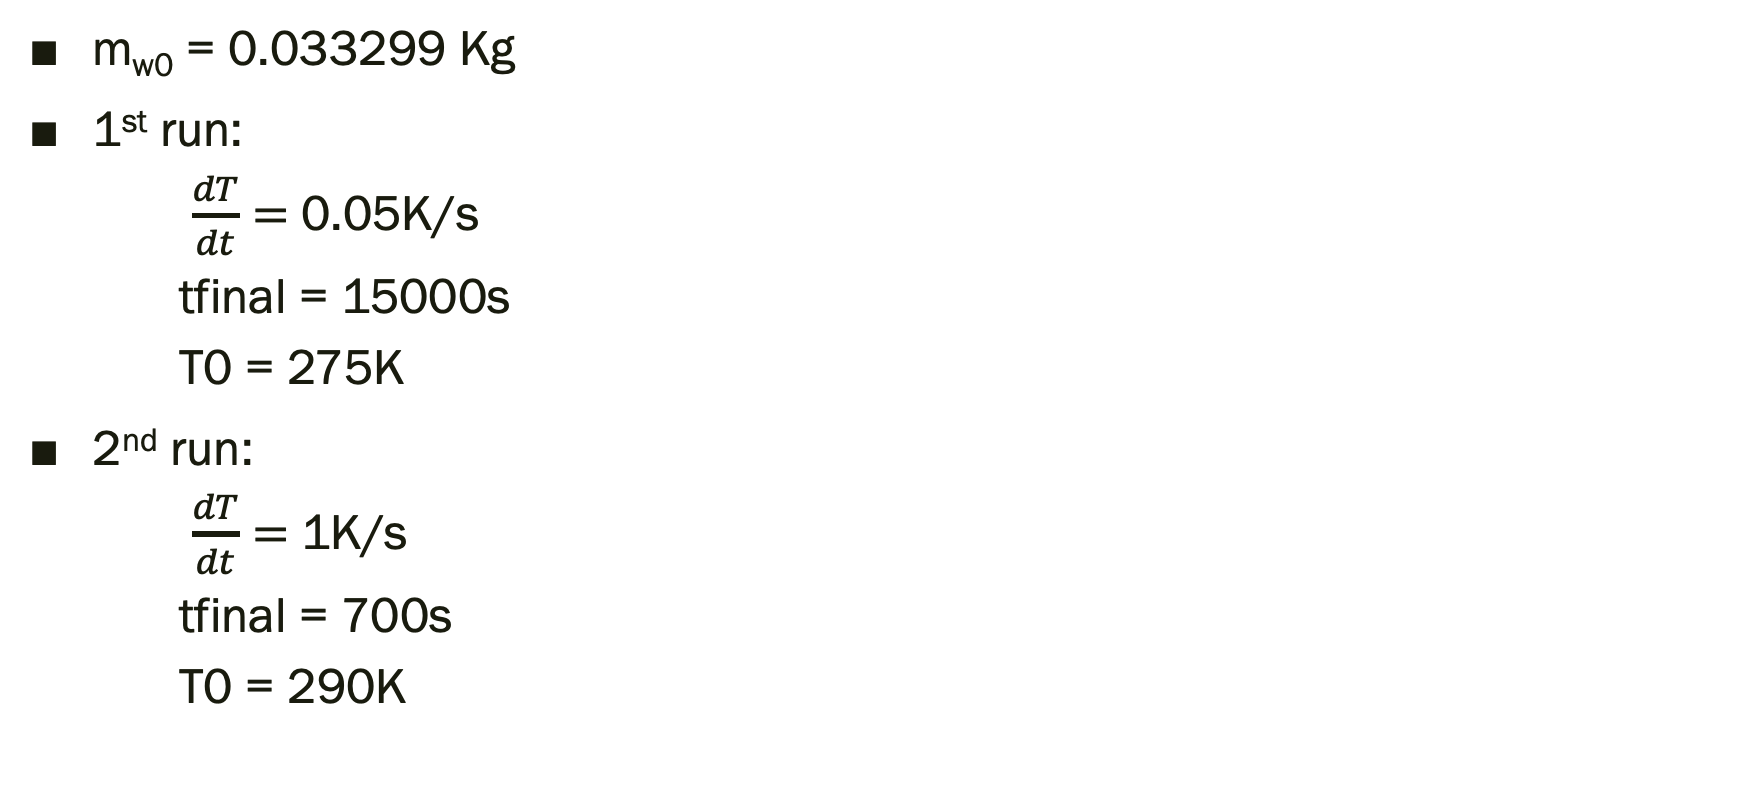 ■ m_w0 = 0.033299 Kg
■ 1st run:
dT/dt = 0.05K/s
tfinal = 15000s
T0 = 275K
■ 2nd run:
dT/dt = 1K/s
tfinal = 700s
T0 = 290K